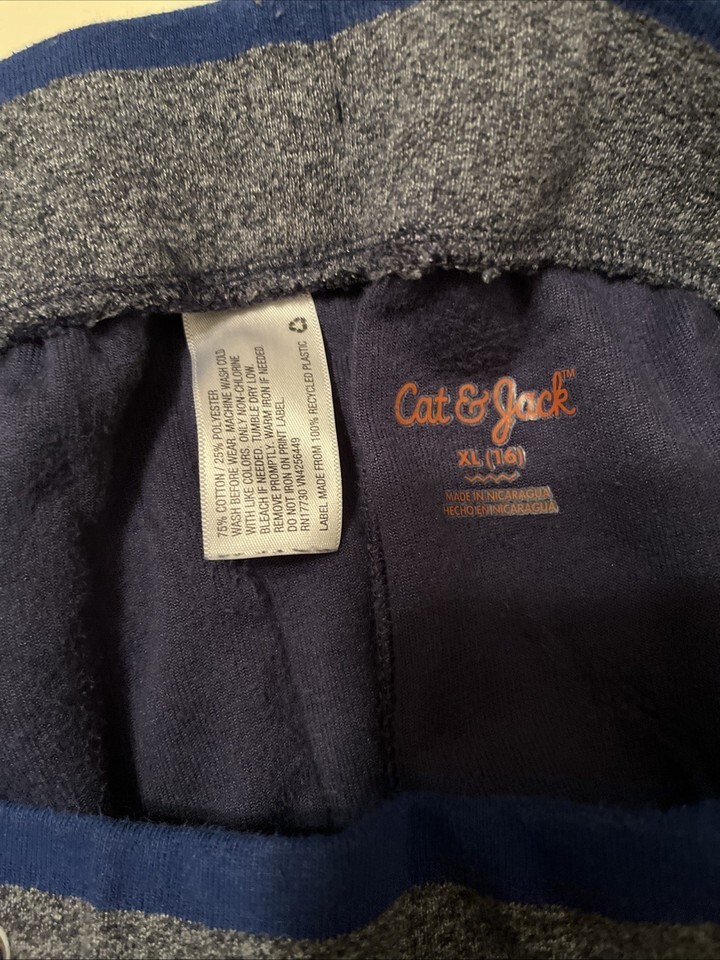 75% COTTON / 25% POLYESTER
WASH BEFORE WEAR. MACHINE WASH COLD
WITH LIKE COLORS. ONLY NON-CHLORINE
BLEACH IF NEEDED. TUMBLE DRY LOW.
REMOVE PROMPTLY. WARM IRON IF NEEDED.
DO NOT IRON ON PRINT LABEL.
RN17730 VN4256449
LABEL MADE FROM 100% RECYCLED PLASTIC
Cat & Jack™
XL (16)
MADE IN NICARAGUA
HECHO EN NICARAGUA